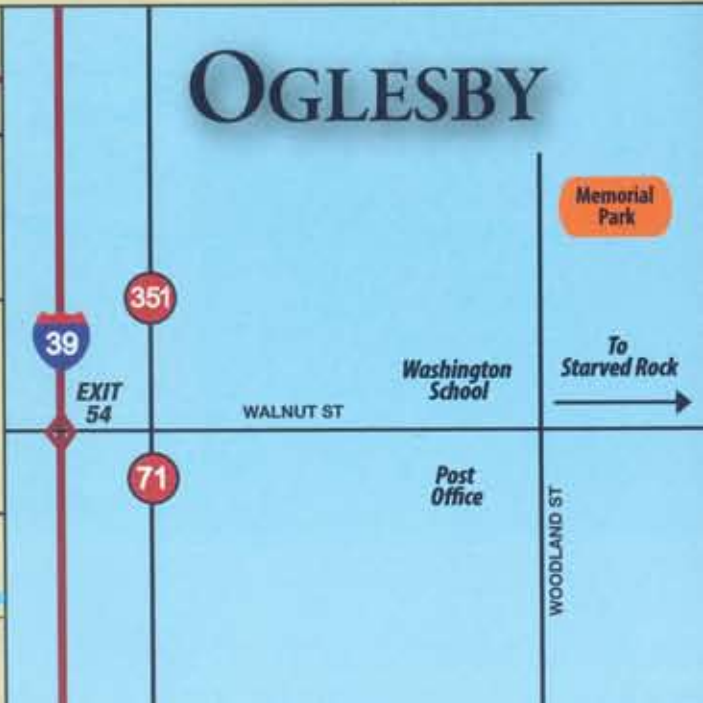 OGLESBY
Memorial
Park
351
39
To
Starved Rock
Washington
School
EXIT
54
WALNUT ST
71
Post
Office
WOODLAND ST